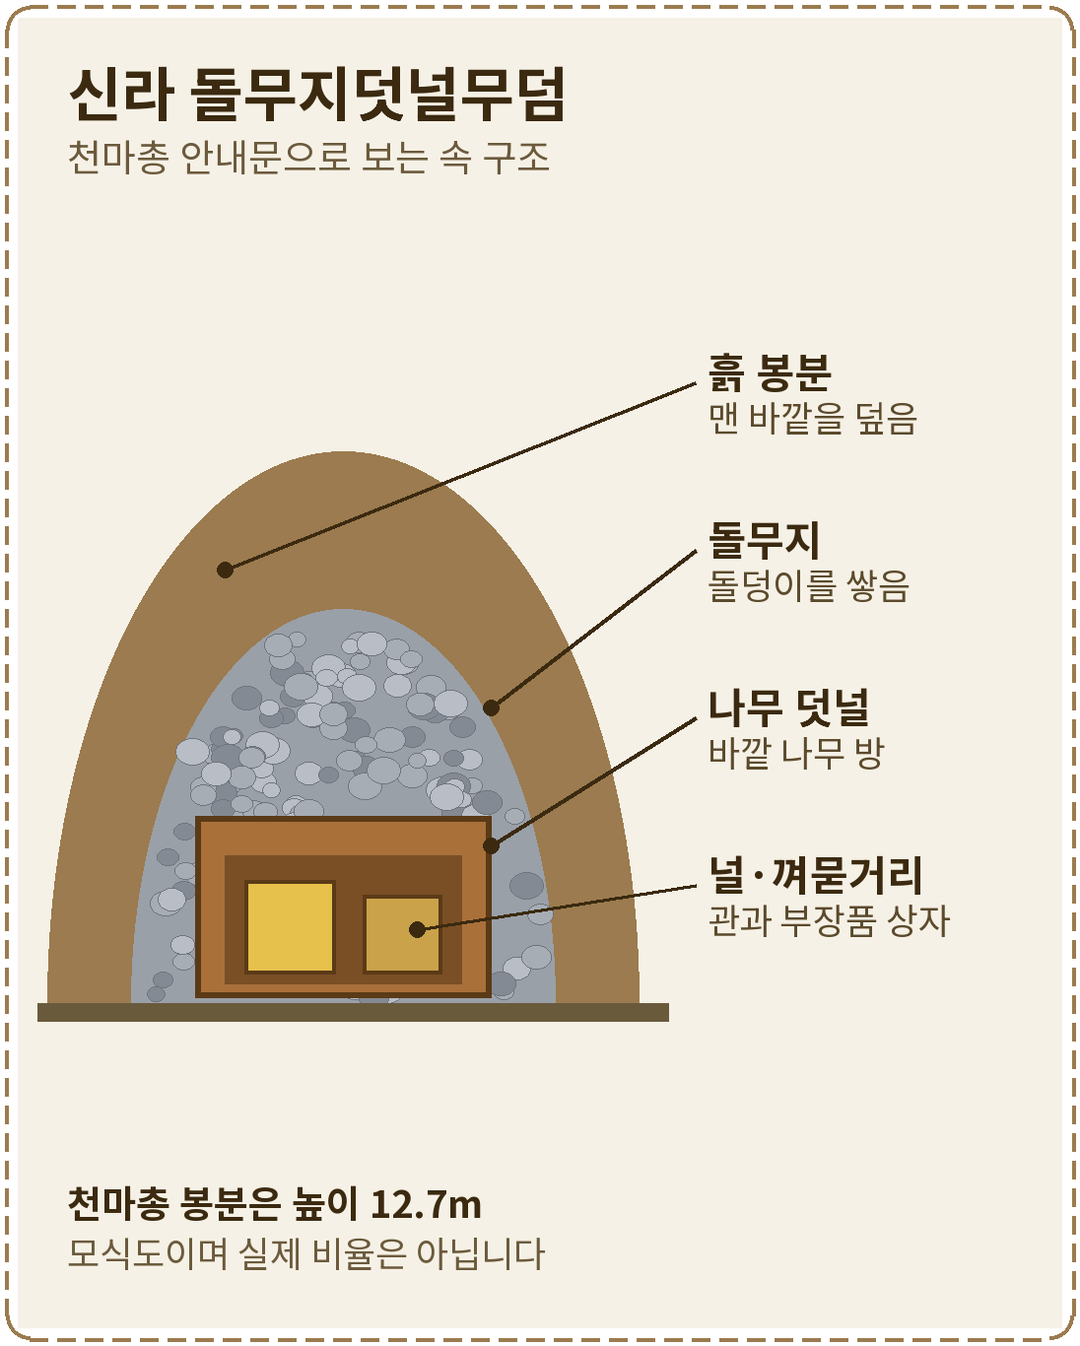 신라 돌무지덧널무덤
천마총 안내문으로 보는 속 구조
흙 봉분
맨 바깥을 덮음
돌무지
돌덩이를 쌓음
나무 덧널
바깥 나무 방
널·껴묻거리
관과 부장품 상자
천마총 봉분은 높이 12.7m
모식도이며 실제 비율은 아닙니다